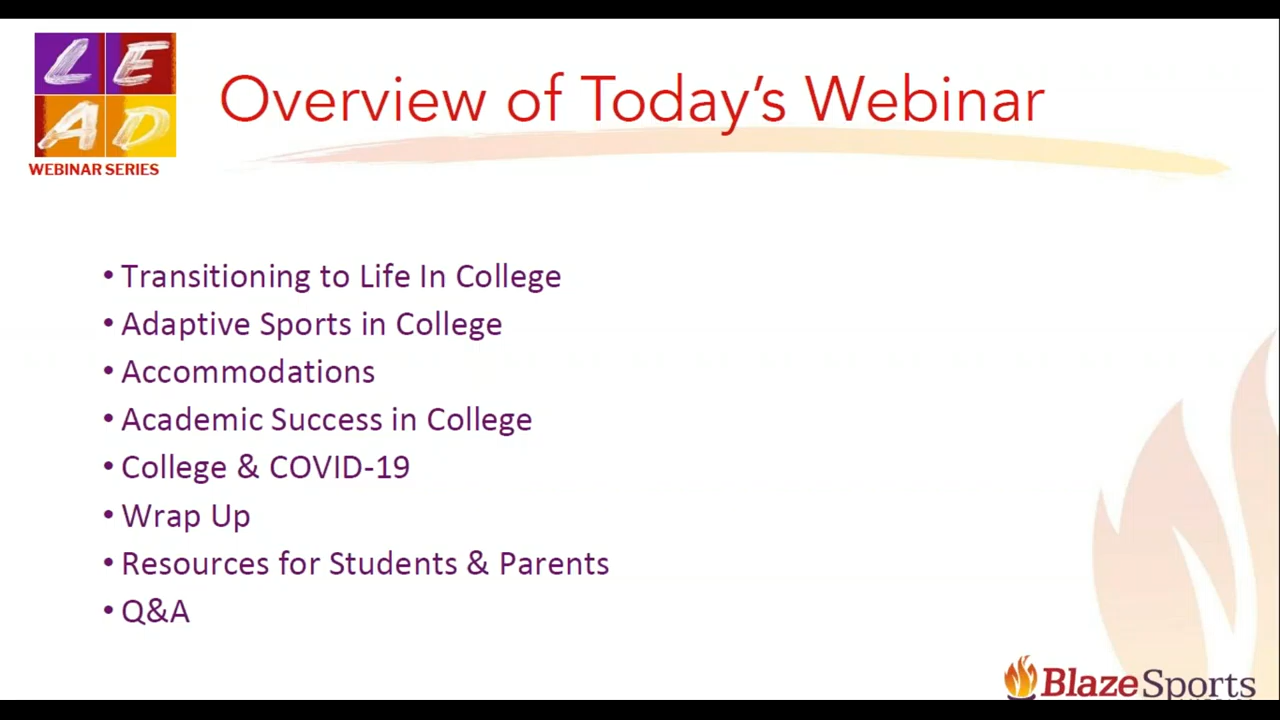 LE
AD
WEBINAR SERIES
Overview of Today's Webinar
• Transitioning to Life In College
• Adaptive Sports in College
• Accommodations
• Academic Success in College
• College & COVID-19
• Wrap Up
• Resources for Students & Parents
• Q&A
BlazeSports